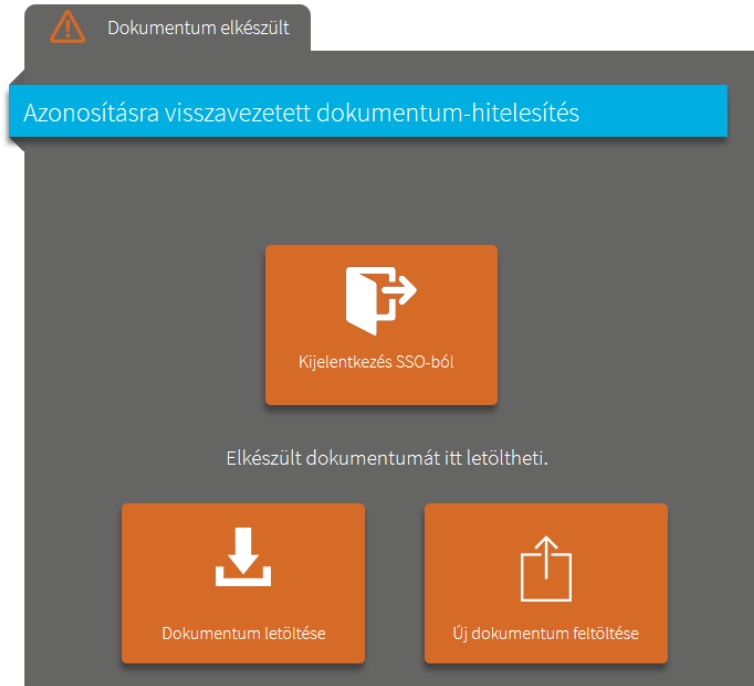 Dokumentum elkészült
Azonosításra visszavezetett dokumentum-hitelesítés
Kijelentkezés SSO-ból
Elkészült dokumentumát itt letöltheti.
Dokumentum letöltése
Új dokumentum feltöltése